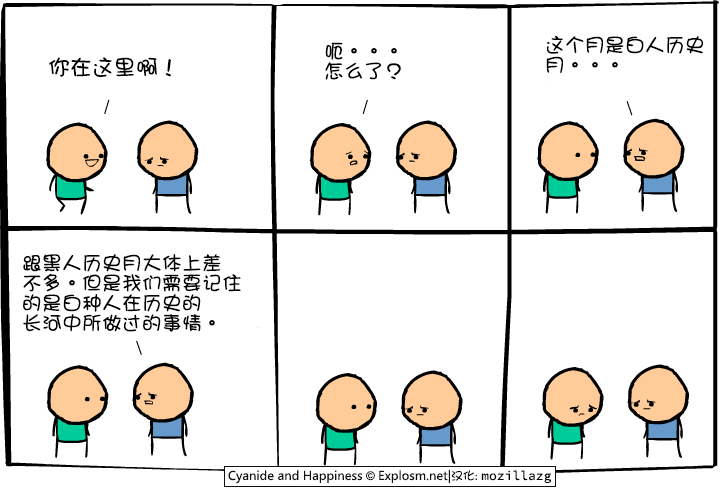 你在这里啊！
呃。。。
怎么了？
这个月是白人历史
月。。。
跟黑人历史月大体上差
不多。但是我们需要记住
的是白种人在历史的
长河中所做过的事情。
Cyanide and Happiness © Explosm.net|汉化: mozillazg